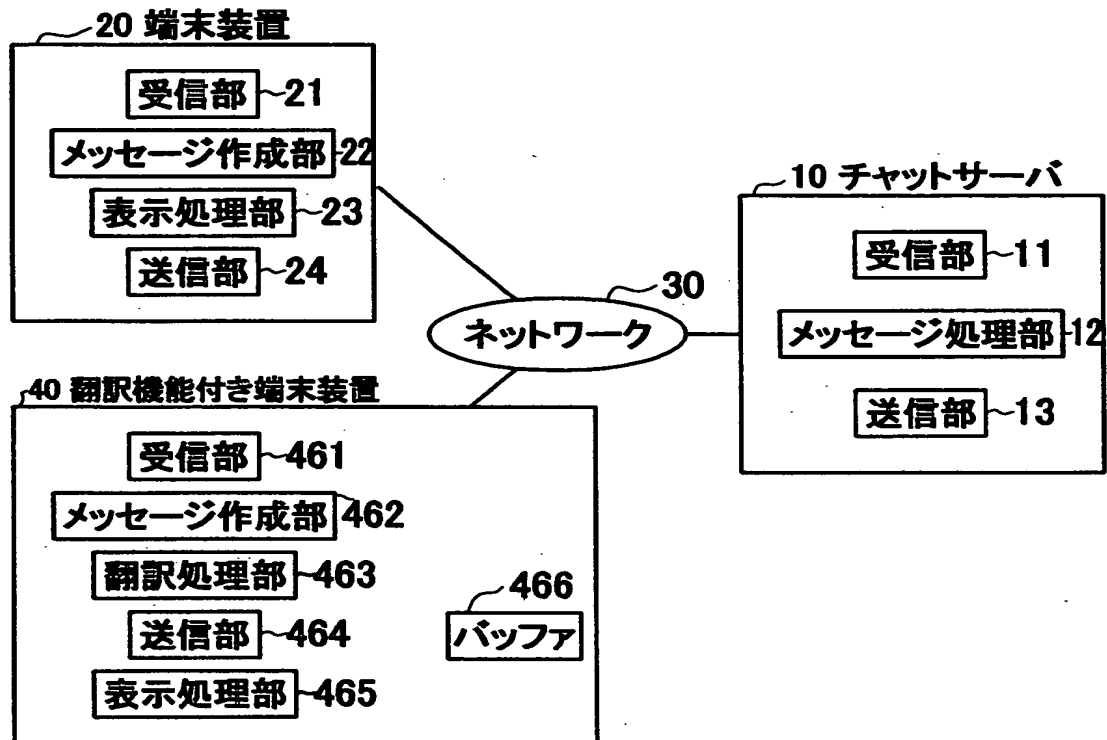 20 端末装置
受信部 21
メッセージ作成部 22
表示処理部 23
送信部 24
10 チャットサーバ
受信部 11
メッセージ処理部 12
送信部 13
30
ネットワーク
40 翻訳機能付き端末装置
受信部 461
メッセージ作成部 462
翻訳処理部 463
送信部 464
表示処理部 465
466
バッファ